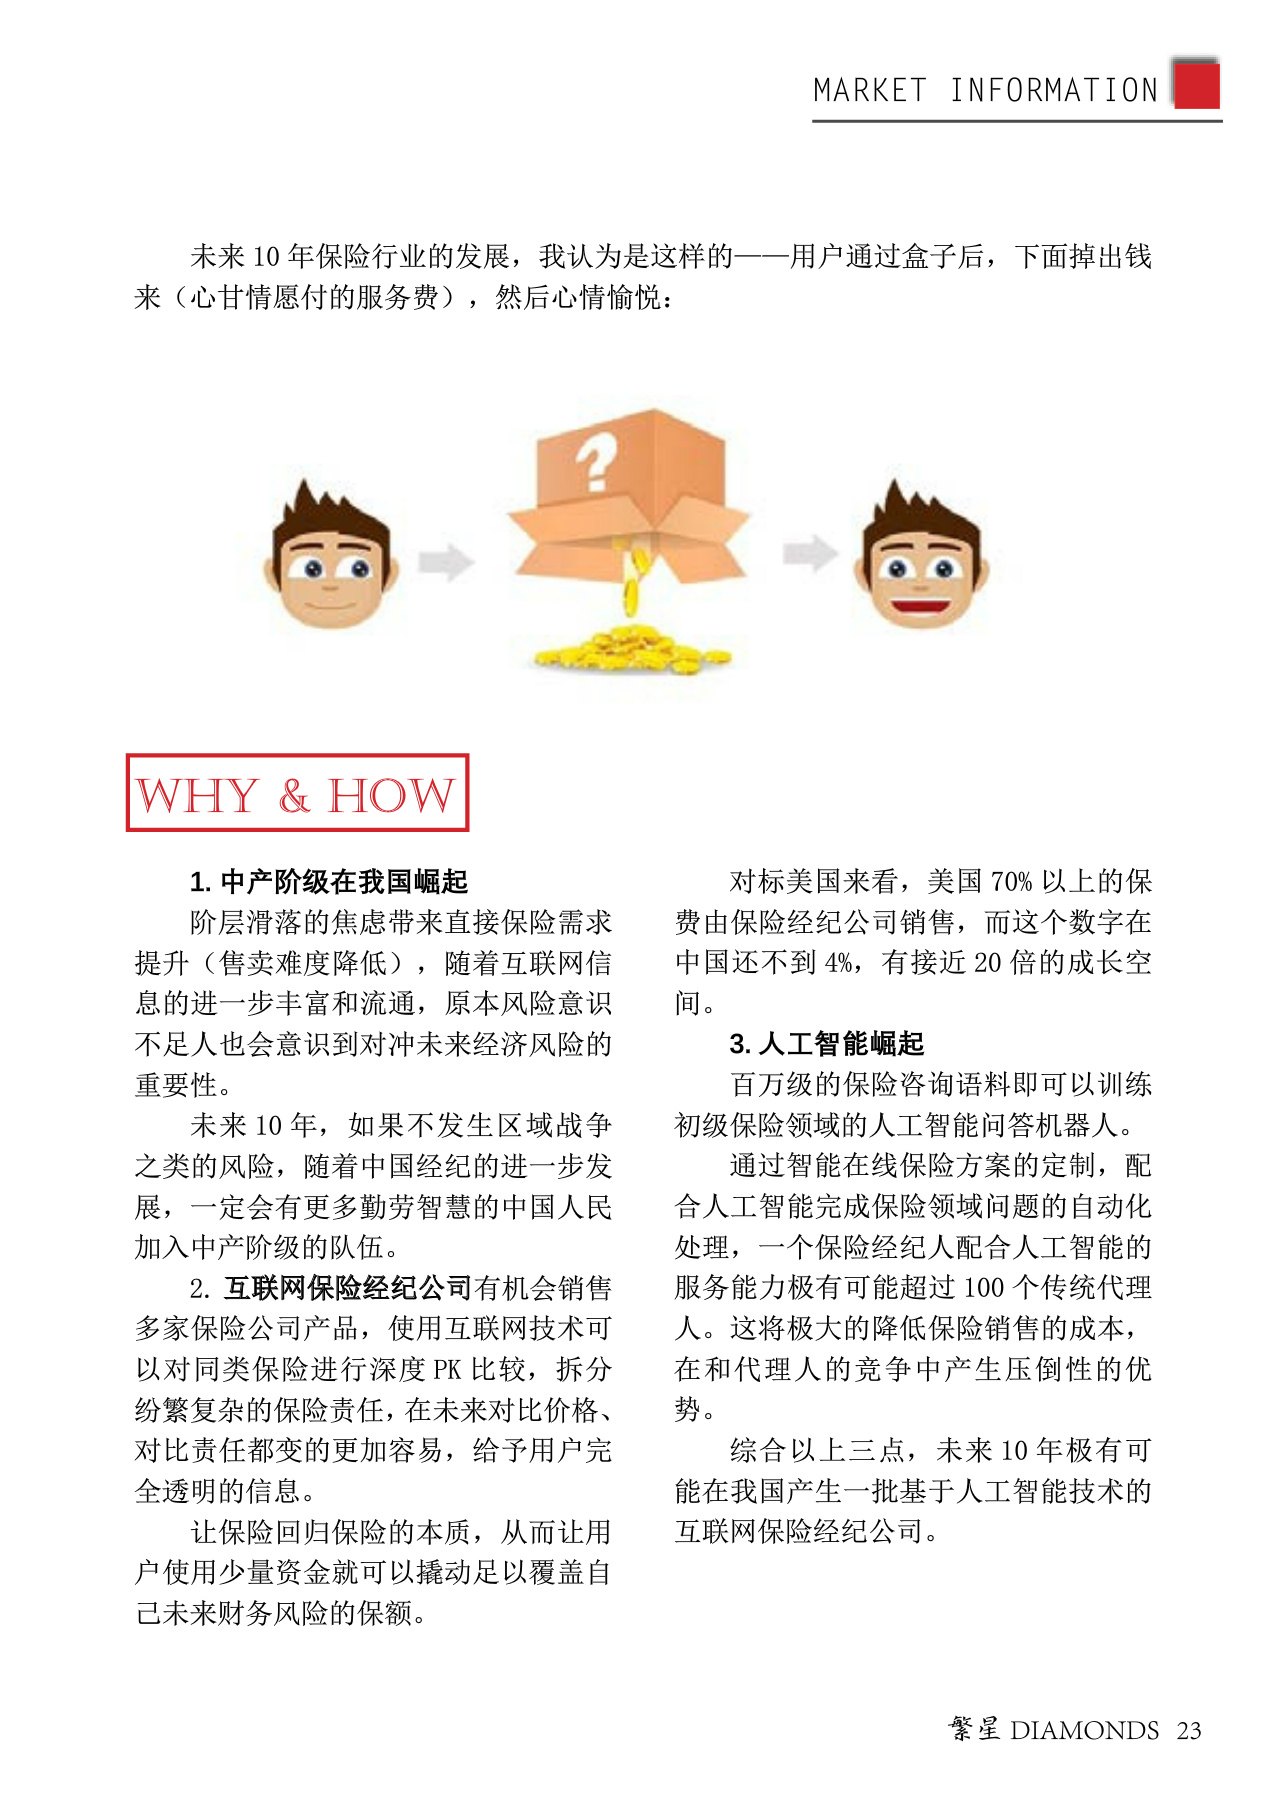 MARKET INFORMATION
未来 10 年保险行业的发展，我认为是这样的——用户通过盒子后，下面掉出钱
来（心甘情愿付的服务费），然后心情愉悦：
?
WHY & HOW
1. 中产阶级在我国崛起
阶层滑落的焦虑带来直接保险需求
提升（售卖难度降低），随着互联网信
息的进一步丰富和流通，原本风险意识
不足人也会意识到对冲未来经济风险的
重要性。
未来 10 年，如果不发生区域战争
之类的风险，随着中国经纪的进一步发
展，一定会有更多勤劳智慧的中国人民
加入中产阶级的队伍。
2. 互联网保险经纪公司有机会销售
多家保险公司产品，使用互联网技术可
以对同类保险进行深度 PK 比较，拆分
纷繁复杂的保险责任，在未来对比价格、
对比责任都变的更加容易，给予用户完
全透明的信息。
让保险回归保险的本质，从而让用
户使用少量资金就可以撬动足以覆盖自
己未来财务风险的保额。
对标美国来看，美国 70% 以上的保
费由保险经纪公司销售，而这个数字在
中国还不到 4%，有接近 20 倍的成长空
间。
3. 人工智能崛起
百万级的保险咨询语料即可以训练
初级保险领域的人工智能问答机器人。
通过智能在线保险方案的定制，配
合人工智能完成保险领域问题的自动化
处理，一个保险经纪人配合人工智能的
服务能力极有可能超过 100 个传统代理
人。这将极大的降低保险销售的成本，
在和代理人的竞争中产生压倒性的优
势。
综合以上三点，未来 10 年极有可
能在我国产生一批基于人工智能技术的
互联网保险经纪公司。
繁星 DIAMONDS 23